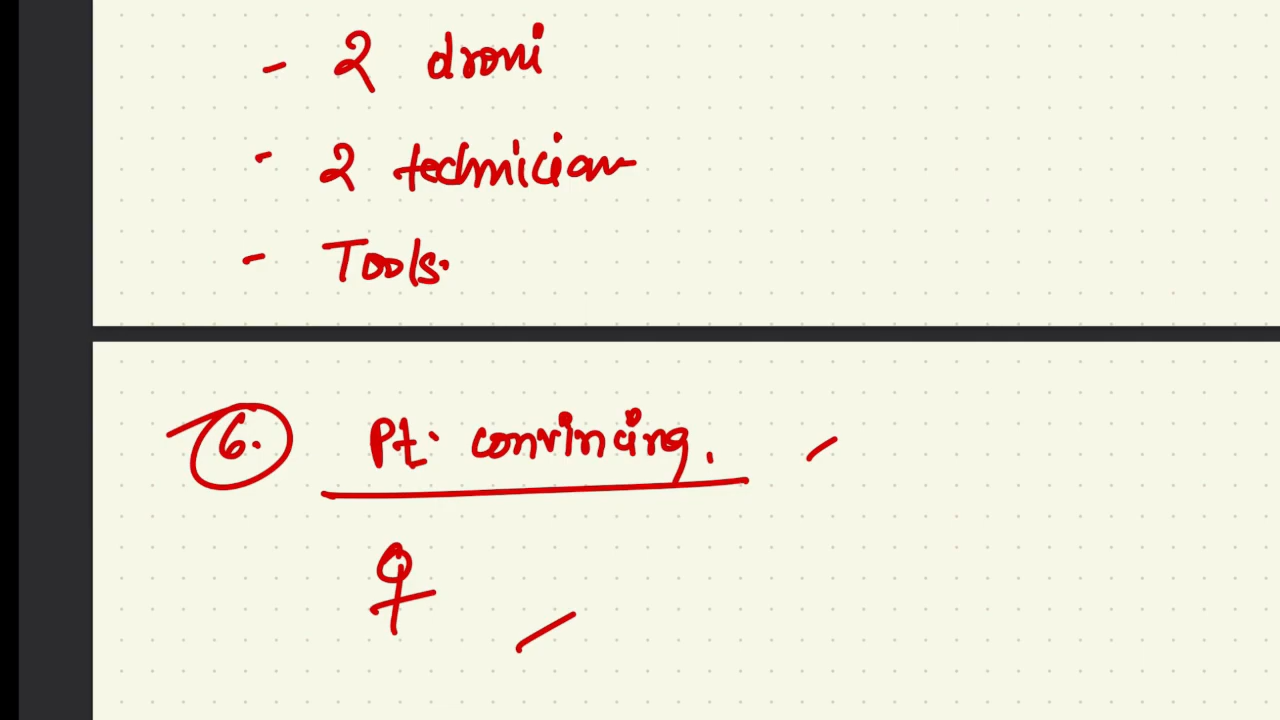 - 2 droni
- 2 technician
- Tools.
6. Pt. convincing.
♀